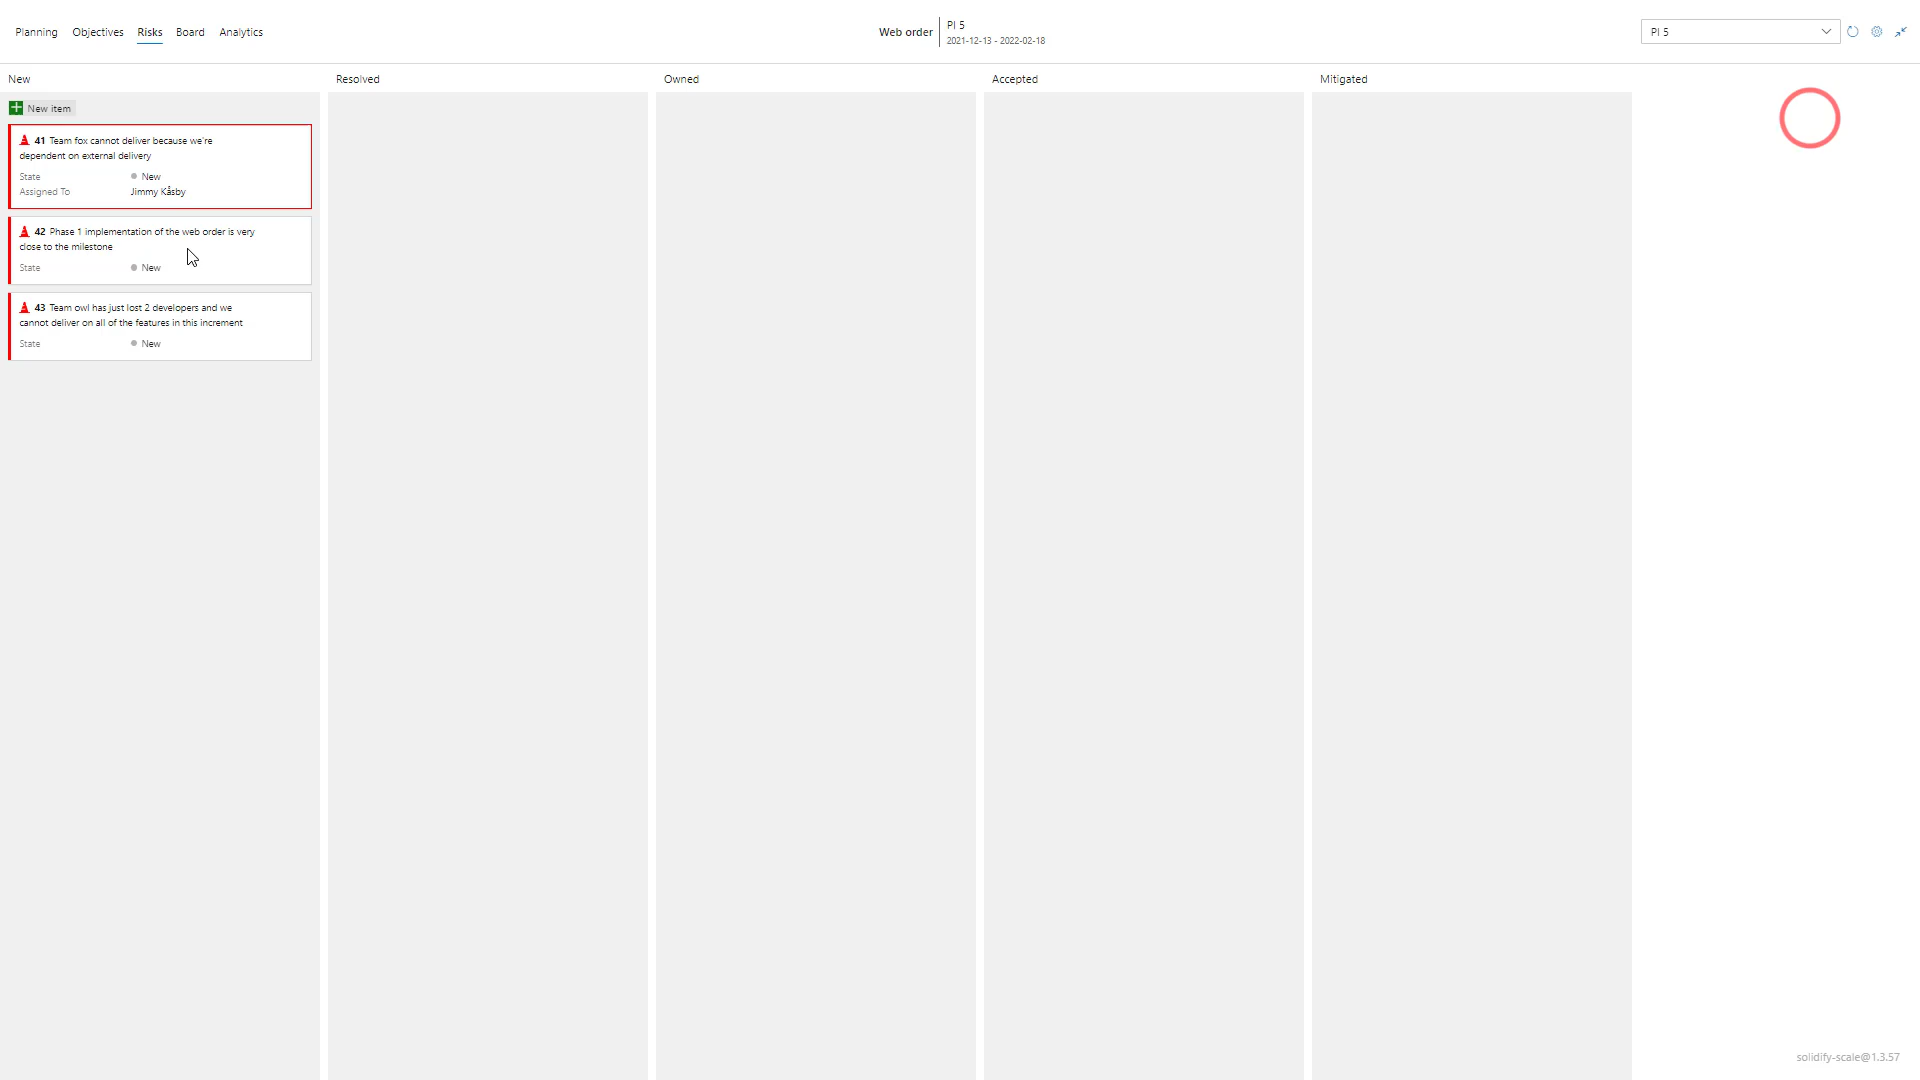 Planning Objectives Risks Board Analytics
Web order
PI 5
2021-12-13 - 2022-02-18
PI 5
New
Resolved
Owned
Accepted
Mitigated
New item
41 Team fox cannot deliver because we're
dependent on external delivery
State New
Assigned To Jimmy Kåsby
42 Phase 1 implementation of the web order is very
close to the milestone
State New
43 Team owl has just lost 2 developers and we
cannot deliver on all of the features in this increment
State New
solidify-scale@1.3.57